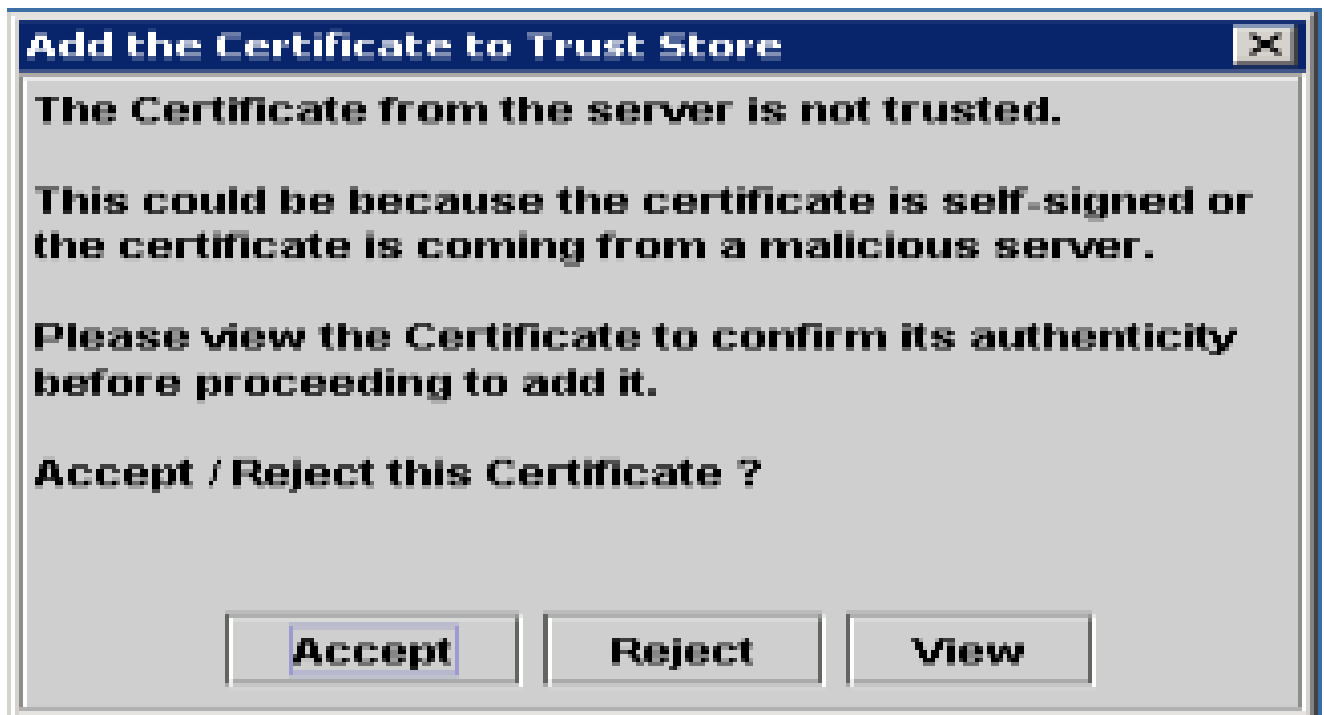 Add the Certificate to Trust Store
The Certificate from the server is not trusted.
This could be because the certificate is self-signed or
the certificate is coming from a malicious server.
Please view the Certificate to confirm its authenticity
before proceeding to add it.
Accept / Reject this Certificate ?
Accept Reject View